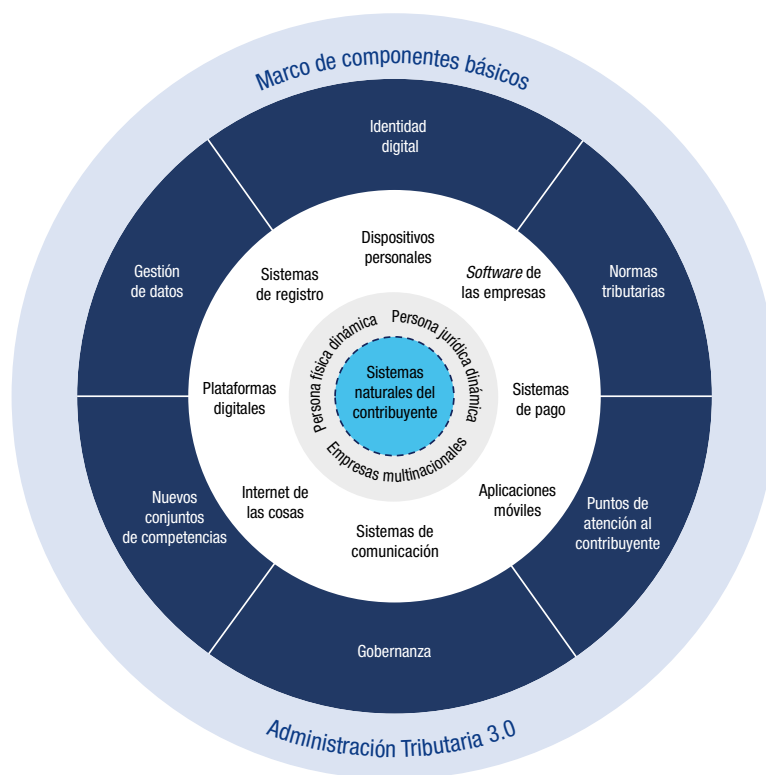 Marco de componentes básicos
Identidad
digital
Gestión
de datos
Normas
tributarias
Dispositivos
personales
Sistemas
de registro
Software de
las empresas
Persona física dinámica
Persona jurídica dinámica
Sistemas
naturales del
contribuyente
Plataformas
digitales
Sistemas
de pago
Empresas multinacionales
Internet de
las cosas
Aplicaciones
móviles
Sistemas de
comunicación
Nuevos
conjuntos
de competencias
Puntos de
atención al
contribuyente
Gobernanza
Administración Tributaria 3.0